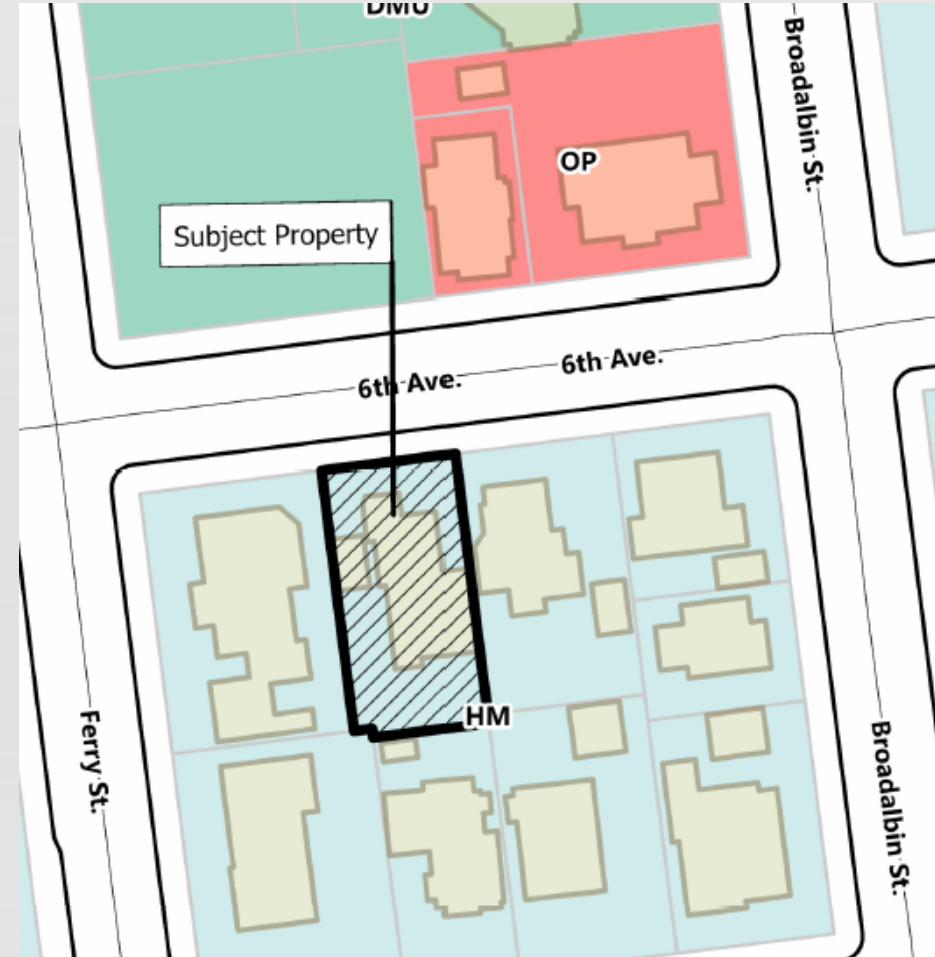 DMU
Broadalbin St.
OP
Subject Property
6th Ave.
6th Ave.
HM
Ferry St.
Broadalbin St.